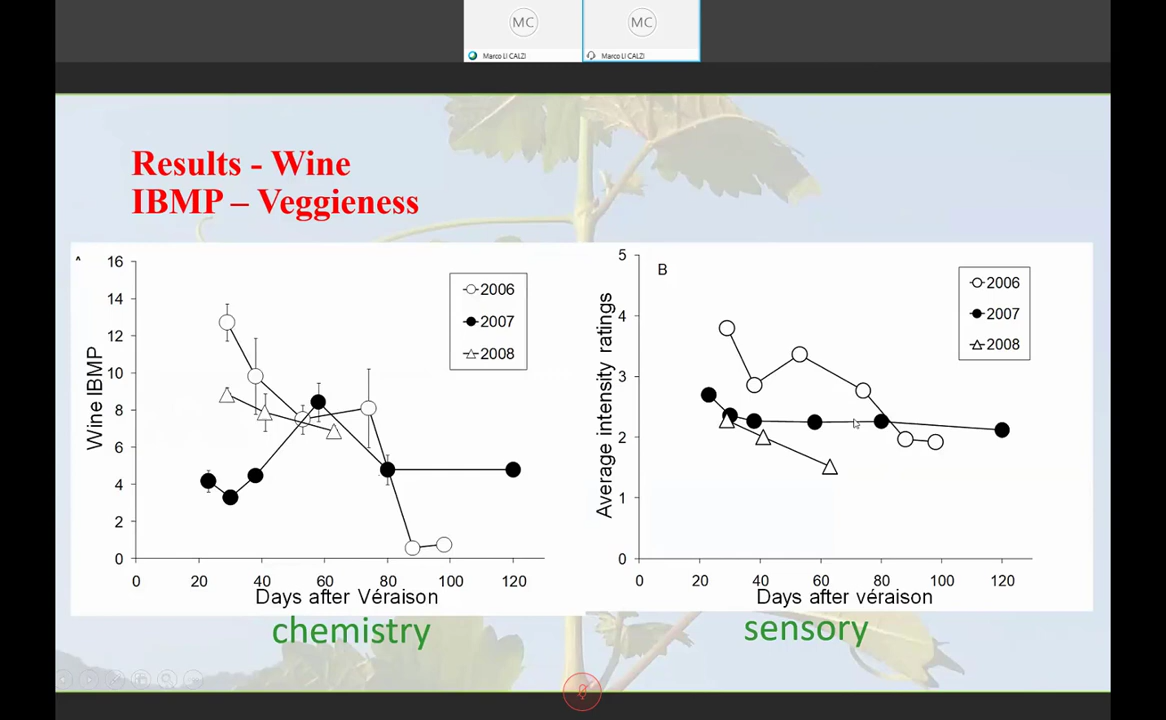 MC
MC
Marco LI CALZI
Marco LI CALZI
Results - Wine
IBMP – Veggieness
A
Wine IBMP
16
14
12
10
8
6
4
2
0
0 20 40 60 80 100 120
Days after Véraison
2006
2007
2008
chemistry
B
Average intensity ratings
5
4
3
2
1
0
0 20 40 60 80 100 120
Days after véraison
2006
2007
2008
sensory